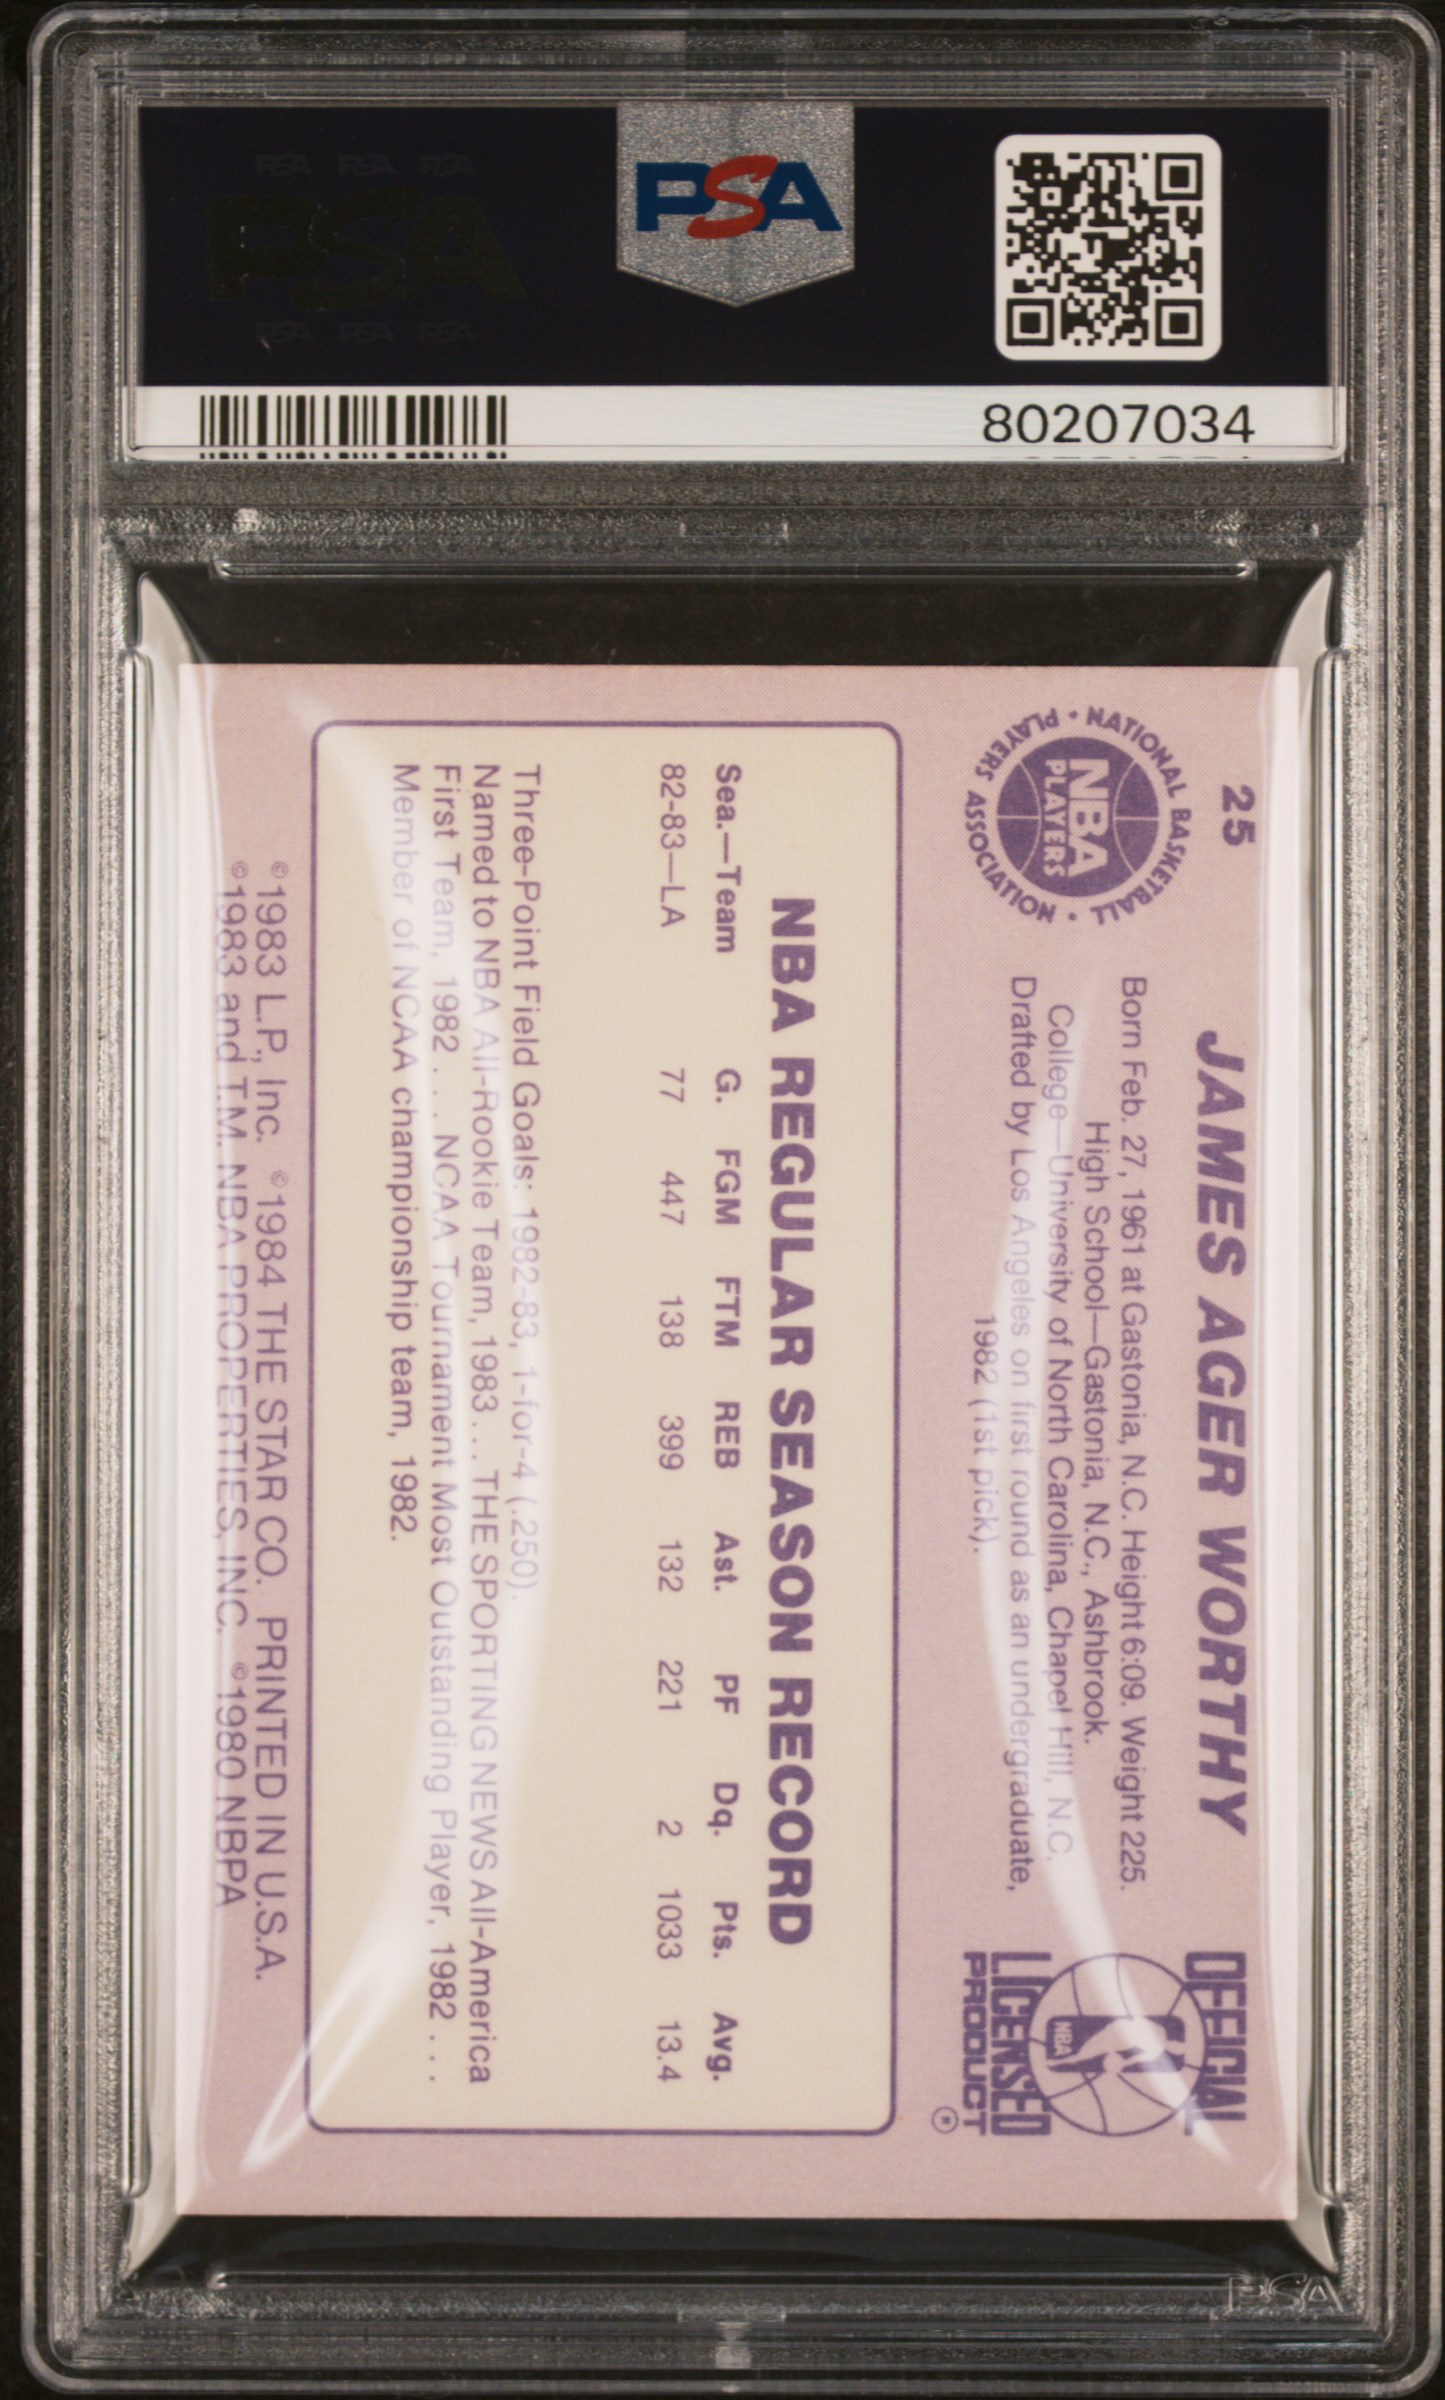 PSA
PSA PSA PSA
PSA
PSA PSA PSA
80207034
25
JAMES AGER WORTHY
NATIONAL BASKETBALL PLAYERS ASSOCIATION
NBA
PLAYERS
Born Feb. 27, 1961 at Gastonia, N.C. Height 6:09. Weight 225.
High School—Gastonia, N.C., Ashbrook.
College—University of North Carolina, Chapel Hill, N.C.
Drafted by Los Angeles on first round as an undergraduate,
1982 (1st pick).
OFFICIAL
NBA
LICENSED
PRODUCT
®
NBA REGULAR SEASON RECORD
Sea.—Team G. FGM FTM REB Ast. PF Dq. Pts. Avg.
82-83—LA 77 447 138 399 132 221 2 1033 13.4
Three-Point Field Goals: 1982-83, 1-for-4 (.250).
Named to NBA All-Rookie Team, 1983 . . . THE SPORTING NEWS All-America
First Team, 1982 . . . NCAA Tournament Most Outstanding Player, 1982 . . .
Member of NCAA championship team, 1982.
©1983 L.P., Inc. ©1984 THE STAR CO. PRINTED IN U.S.A.
©1983 and T.M. NBA PROPERTIES, INC. ©1980 NBPA
PSA